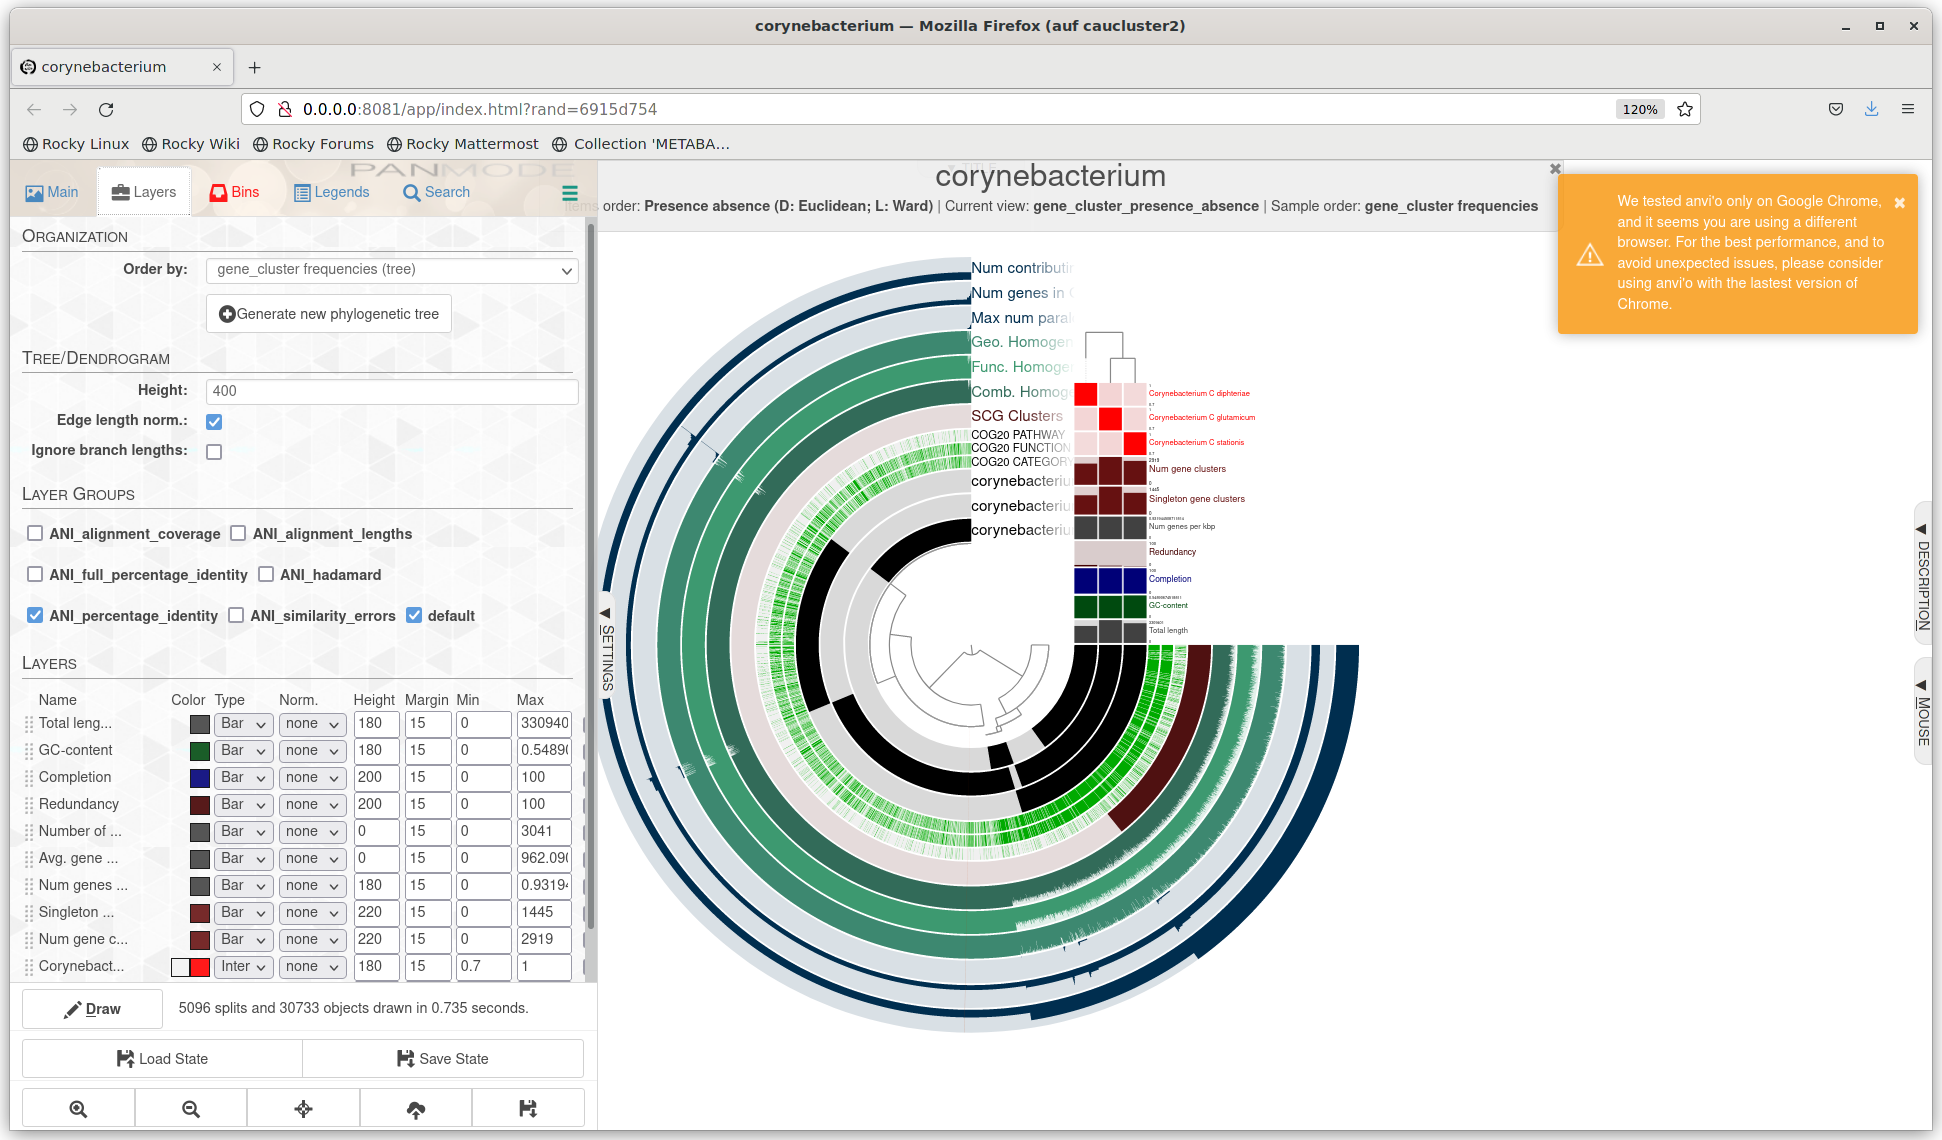 corynebacterium — Mozilla Firefox (auf caucluster2)
corynebacterium
0.0.0.0:8081/app/index.html?rand=6915d754
120%
Rocky Linux Rocky Wiki Rocky Forums Rocky Mattermost Collection 'METABA...
PANMODE
Main Layers Bins Legends Search
TITLE
corynebacterium
Items order: Presence absence (D: Euclidean; L: Ward) | Current view: gene_cluster_presence_absence | Sample order: gene_cluster frequencies
We tested anvi'o only on Google Chrome,
and it seems you are using a different
browser. For the best performance, and to
avoid unexpected issues, please consider
using anvi'o with the lastest version of
Chrome.
ORGANIZATION
Order by: gene_cluster frequencies (tree)
Generate new phylogenetic tree
TREE/DENDROGRAM
Height: 400
Edge length norm.:
Ignore branch lengths:
LAYER GROUPS
ANI_alignment_coverage ANI_alignment_lengths
ANI_full_percentage_identity ANI_hadamard
ANI_percentage_identity ANI_similarity_errors default
LAYERS
Name Color Type Norm. Height Margin Min Max
Total leng... Bar none 180 15 0 330940
GC-content Bar none 180 15 0 0.5489
Completion Bar none 200 15 0 100
Redundancy Bar none 200 15 0 100
Number of ... Bar none 0 15 0 3041
Avg. gene ... Bar none 0 15 0 962.09
Num genes ... Bar none 180 15 0 0.9319
Singleton ... Bar none 220 15 0 1445
Num gene c... Bar none 220 15 0 2919
Corynebact... Inter none 180 15 0.7 1
Draw 5096 splits and 30733 objects drawn in 0.735 seconds.
Load State Save State
SETTINGS
Num contributi
Num genes in
Max num paral
Geo. Homogen
Func. Homoge
Comb. Homog
SCG Clusters
COG20 PATHWAY
COG20 FUNCTION
COG20 CATEGORY
corynebacteriu
corynebacteriu
corynebacteriu
Corynebacterium C diphteriae
Corynebacterium C glutamicum
Corynebacterium C stationis
Num gene clusters
Singleton gene clusters
Num genes per kbp
Redundancy
Completion
GC-content
Total length
DESCRIPTION
MOUSE